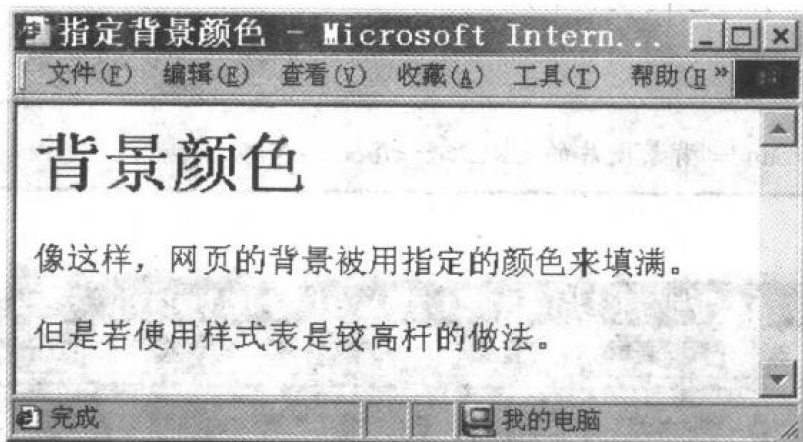 指定背景颜色 - Microsoft Intern...
文件(F) 编辑(E) 查看(V) 收藏(A) 工具(T) 帮助(H »
背景颜色
像这样，网页的背景被用指定的颜色来填满。
但是若使用样式表是较高杆的做法。
完成 我的电脑